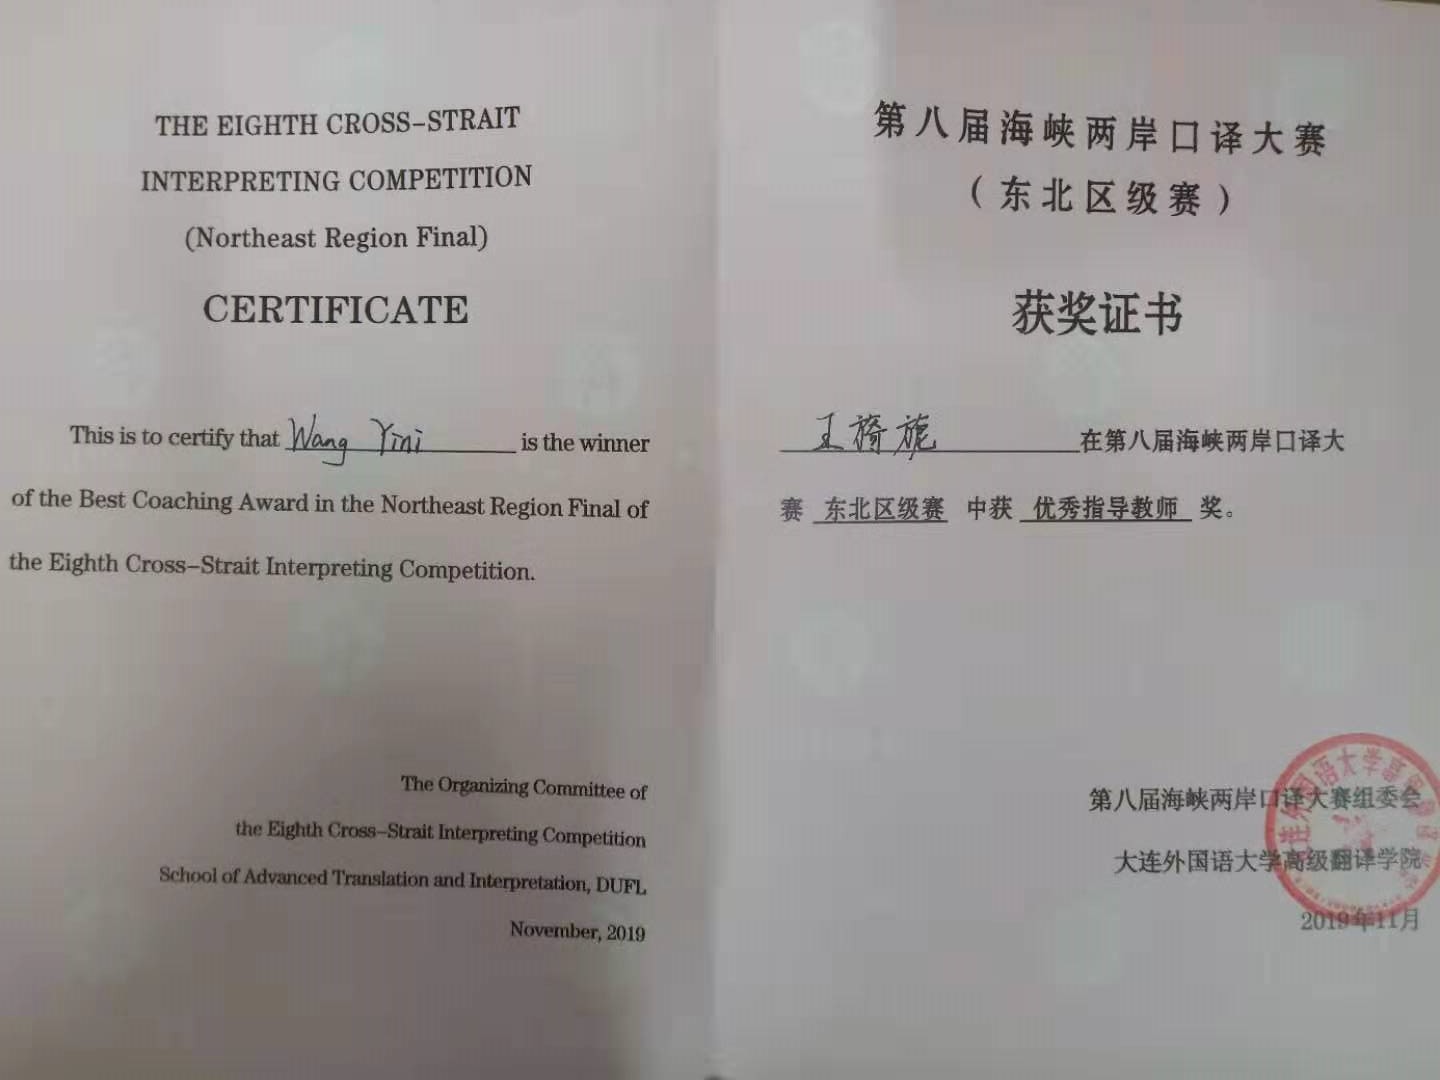 THE EIGHTH CROSS-STRAIT
INTERPRETING COMPETITION
(Northeast Region Final)
CERTIFICATE
This is to certify that Wang Yini is the winner
of the Best Coaching Award in the Northeast Region Final of
the Eighth Cross-Strait Interpreting Competition.
The Organizing Committee of
the Eighth Cross-Strait Interpreting Competition
School of Advanced Translation and Interpretation, DUFL
November, 2019
第八届海峡两岸口译大赛
（东北区级赛）
获奖证书
王旖旎在第八届海峡两岸口译大
赛 东北区级赛 中获 优秀指导教师 奖。
第八届海峡两岸口译大赛组委会
大连外国语大学高级翻译学院
2019年11月